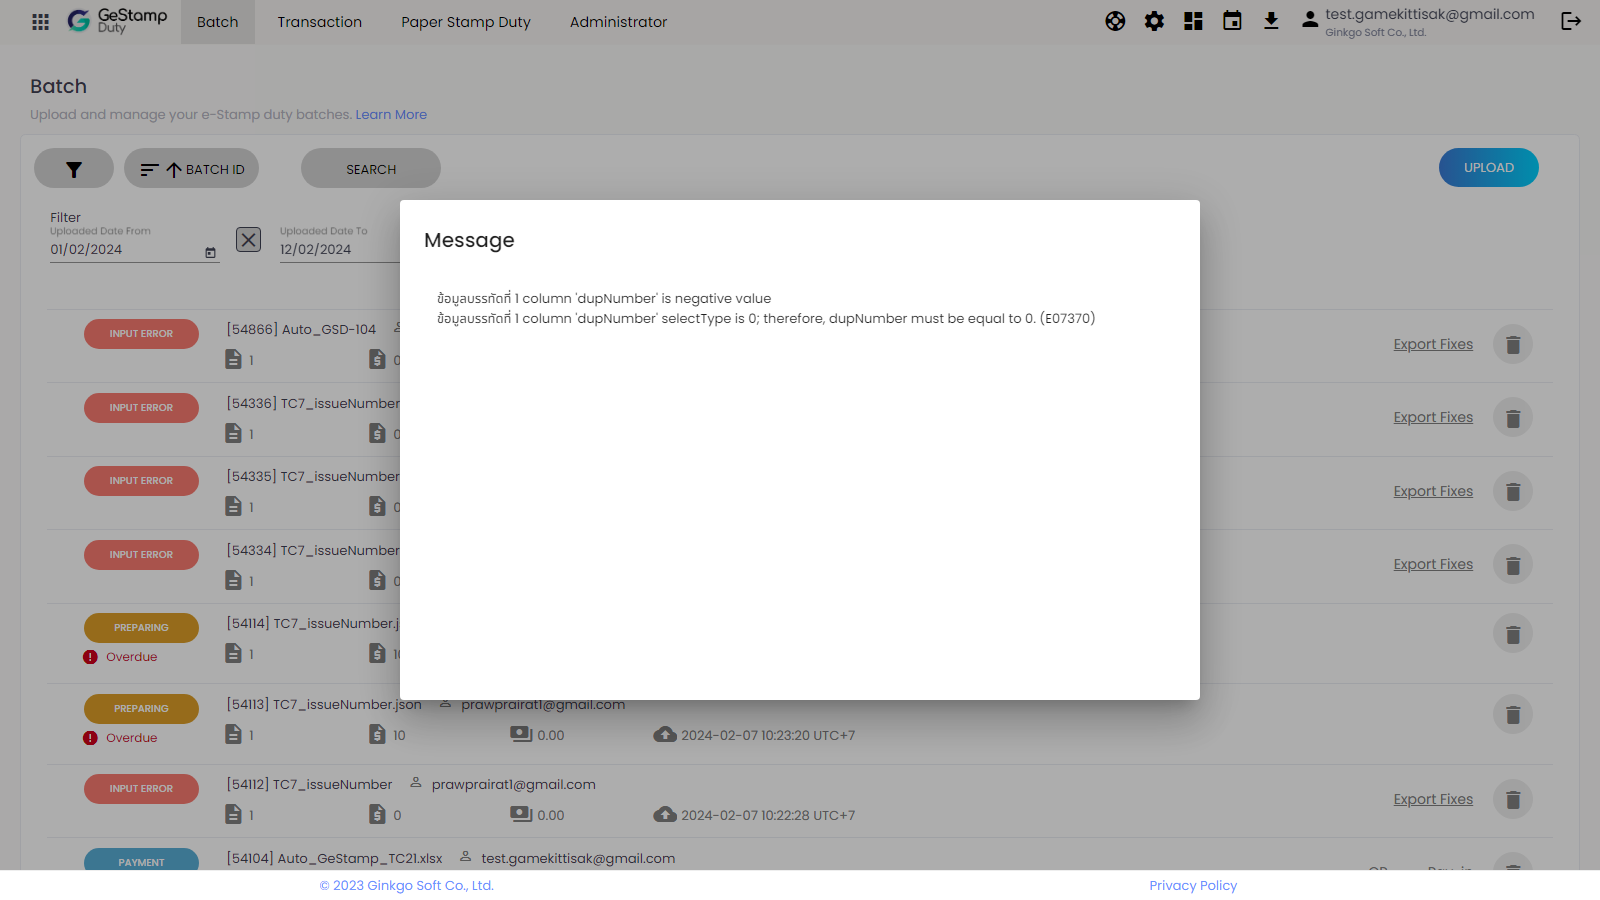 GeStamp
Duty
Batch
Transaction
Paper Stamp Duty
Administrator
test.gamekittisak@gmail.com
Ginkgo Soft Co., Ltd.
Batch
Upload and manage your e-Stamp duty batches. Learn More
BATCH ID
SEARCH
UPLOAD
Filter
Uploaded Date From
01/02/2024
Uploaded Date To
12/02/2024
Message
ข้อมูลบรรทัดที่ 1 column 'dupNumber' is negative value
ข้อมูลบรรทัดที่ 1 column 'dupNumber' selectType is 0; therefore, dupNumber must be equal to 0. (E07370)
INPUT ERROR
[54866] Auto_GSD-104
1
0
Export Fixes
INPUT ERROR
[54336] TC7_issueNumber
1
0
Export Fixes
INPUT ERROR
[54335] TC7_issueNumber
1
0
Export Fixes
INPUT ERROR
[54334] TC7_issueNumber
1
0
Export Fixes
PREPARING
[54114] TC7_issueNumber.j
Overdue
1
PREPARING
[54113] TC7_issueNumber.json
prawprairat1@gmail.com
Overdue
1
10
0.00
2024-02-07 10:23:20 UTC+7
INPUT ERROR
[54112] TC7_issueNumber
prawprairat1@gmail.com
1
0
0.00
2024-02-07 10:22:28 UTC+7
Export Fixes
PAYMENT
[54104] Auto_GeStamp_TC21.xlsx
test.gamekittisak@gmail.com
© 2023 Ginkgo Soft Co., Ltd.
Privacy Policy